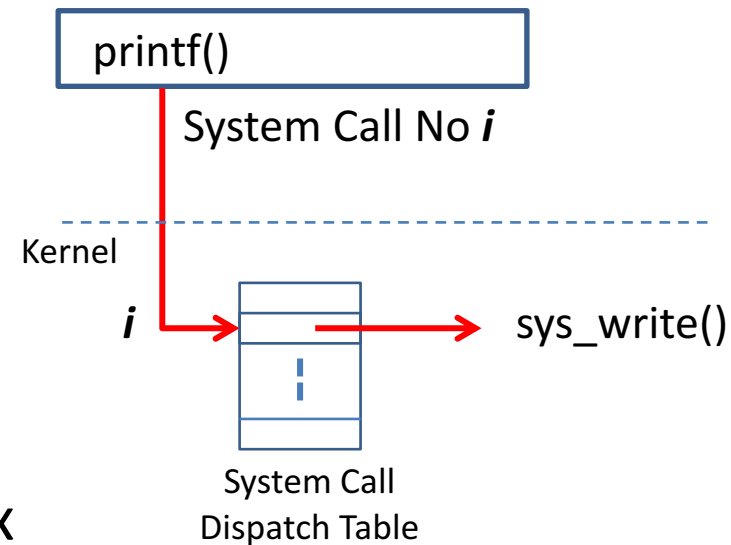 printf()
System Call No i
Kernel
i
sys_write()
System Call
Dispatch Table
x